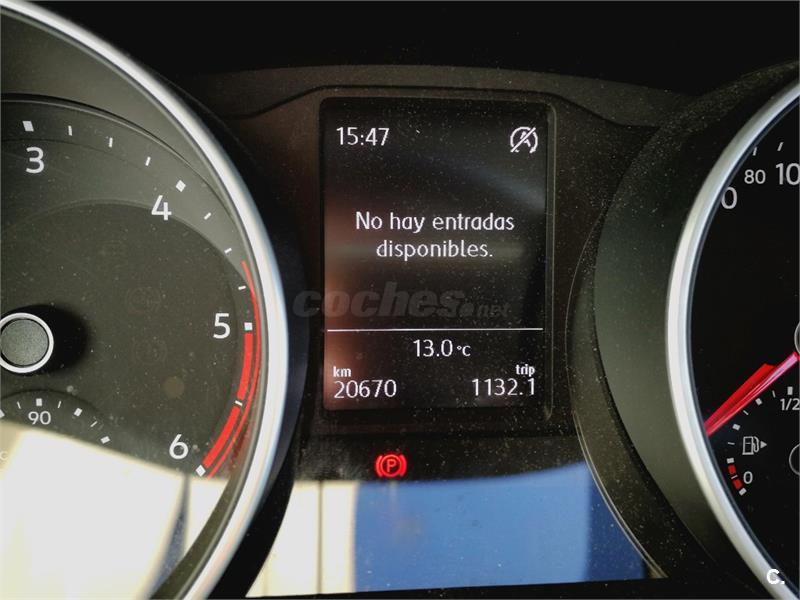 15:47
No hay entradas
disponibles.
coches.net
13.0 °C
km
20670
trip
1132.1
3
4
5
6
90
80
10
0
1/2
0
P
C.